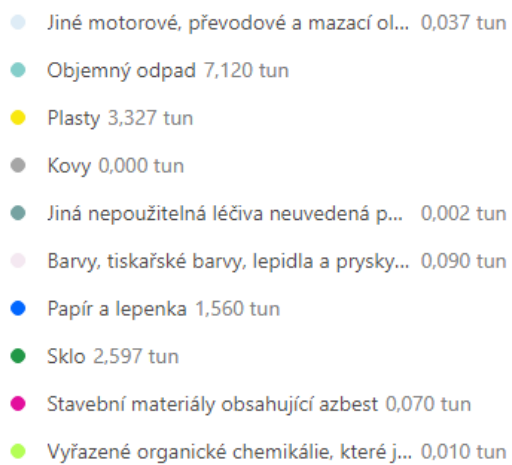 Jiné motorové, převodové a mazací ol... 0,037 tun
Objemný odpad 7,120 tun
Plasty 3,327 tun
Kovy 0,000 tun
Jiná nepoužitelná léčiva neuvedená p... 0,002 tun
Barvy, tiskařské barvy, lepidla a prysky... 0,090 tun
Papír a lepenka 1,560 tun
Sklo 2,597 tun
Stavební materiály obsahující azbest 0,070 tun
Vyřazené organické chemikálie, které j... 0,010 tun